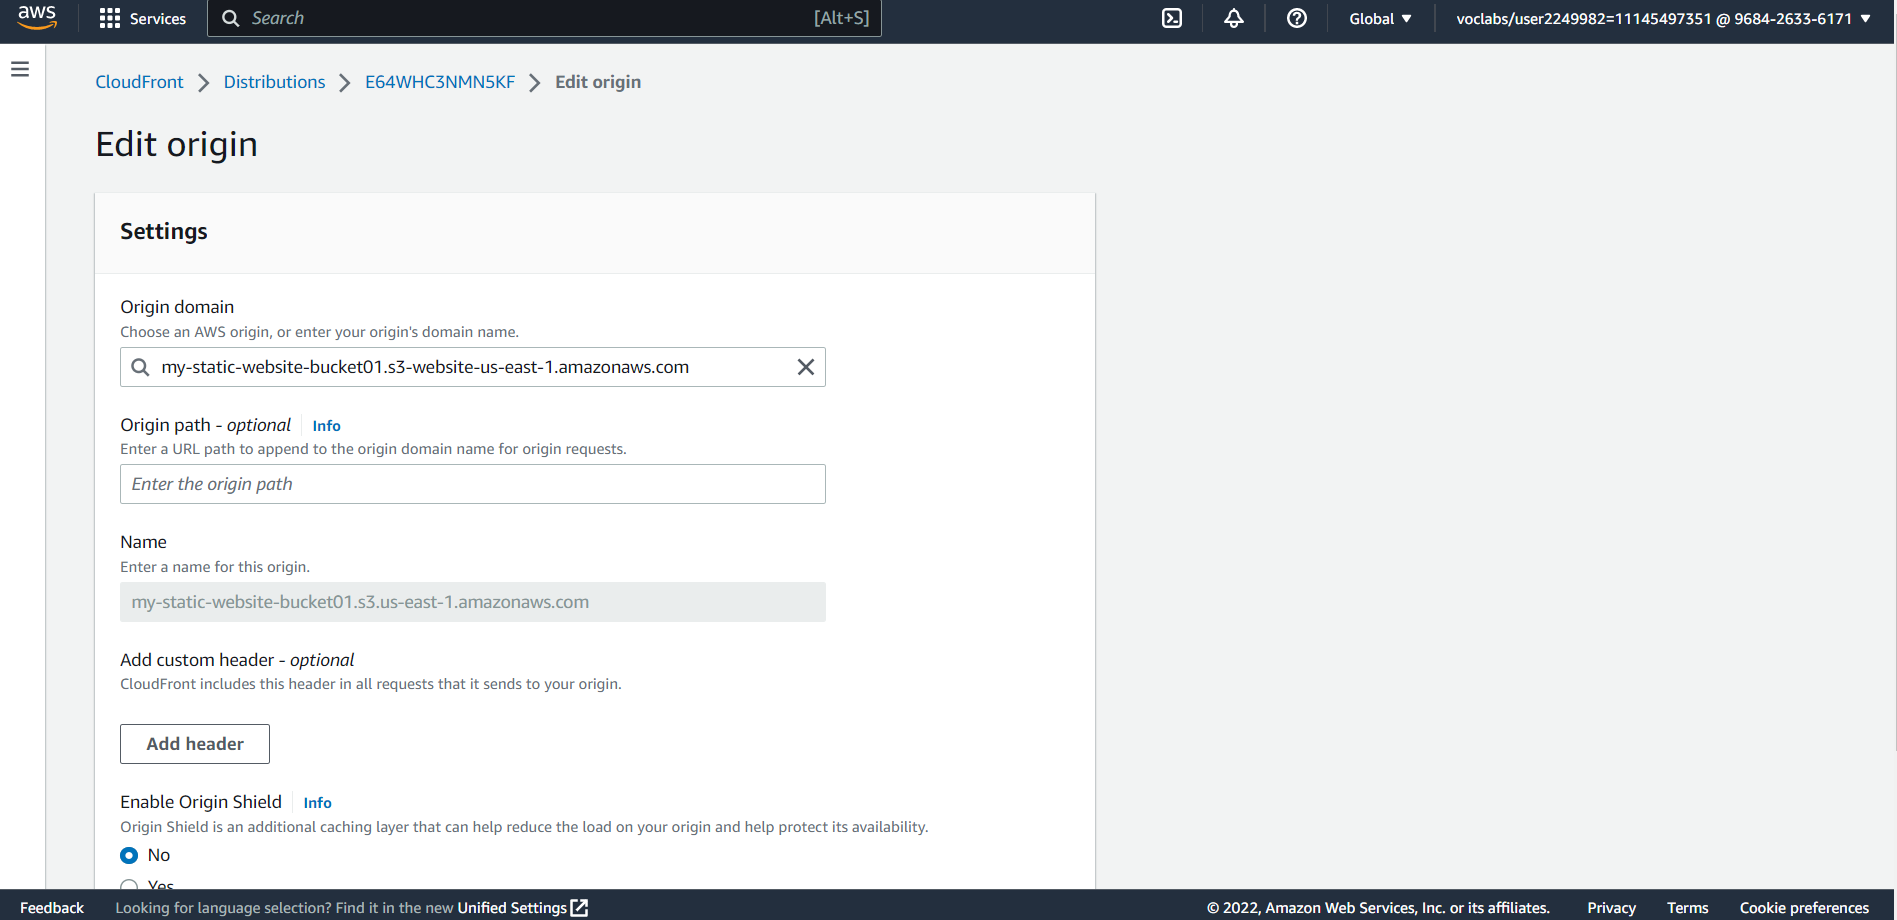 aws Services Search [Alt+S] Global voclabs/user2249982=11145497351 @ 9684-2633-6171
CloudFront Distributions E64WHC3NMN5KF Edit origin
Edit origin
Settings
Origin domain
Choose an AWS origin, or enter your origin's domain name.
my-static-website-bucket01.s3-website-us-east-1.amazonaws.com
Origin path - optional Info
Enter a URL path to append to the origin domain name for origin requests.
Enter the origin path
Name
Enter a name for this origin.
my-static-website-bucket01.s3.us-east-1.amazonaws.com
Add custom header - optional
CloudFront includes this header in all requests that it sends to your origin.
Add header
Enable Origin Shield Info
Origin Shield is an additional caching layer that can help reduce the load on your origin and help protect its availability.
No
Yes
Feedback Looking for language selection? Find it in the new Unified Settings © 2022, Amazon Web Services, Inc. or its affiliates. Privacy Terms Cookie preferences